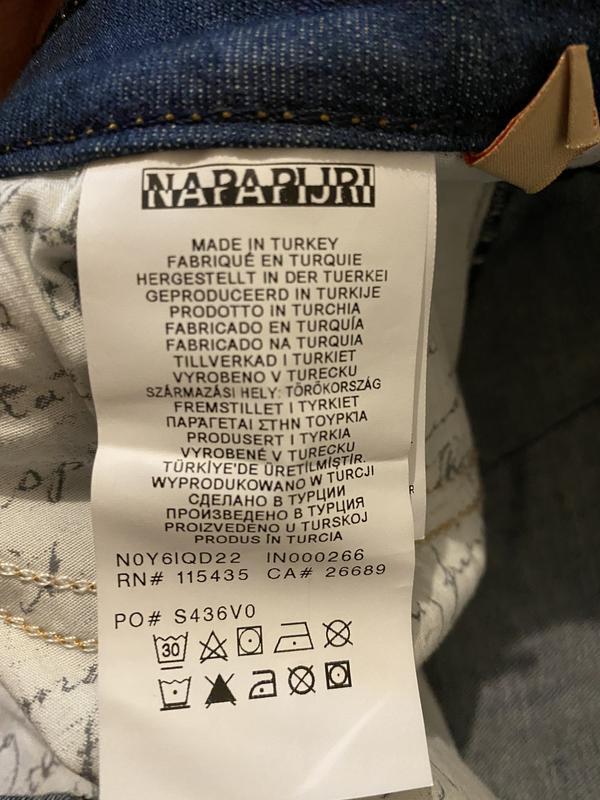 NAPAPIJRI
MADE IN TURKEY
FABRIQUÉ EN TURQUIE
HERGESTELLT IN DER TUERKEI
GEPRODUCEERD IN TURKIJE
PRODOTTO IN TURCHIA
FABRICADO EN TURQUÍA
FABRICADO NA TURQUIA
TILLVERKAD I TURKIET
VYROBENO V TURECKU
SZÁRMAZÁSI HELY: TÖRÖKORSZÁG
FREMSTILLET I TYRKIET
ΠΑΡΑΓΕΤΑΙ ΣΤΗΝ ΤΟΥΡΚΙΑ
PRODUSERT I TYRKIA
VYROBENÉ V TURECKU
TÜRKİYE'DE ÜRETİLMİŞTİR.
WYPRODUKOWANO W TURCJI
СДЕЛАНО В ТУРЦИИ
ПРОИЗВЕДЕНО В ТУРЦИЯ
PROIZVEDENO U TURSKOJ
PRODUS ÎN TURCIA
N0Y6IQD22 IN000266
RN# 115435 CA# 26689
PO# S436V0
30